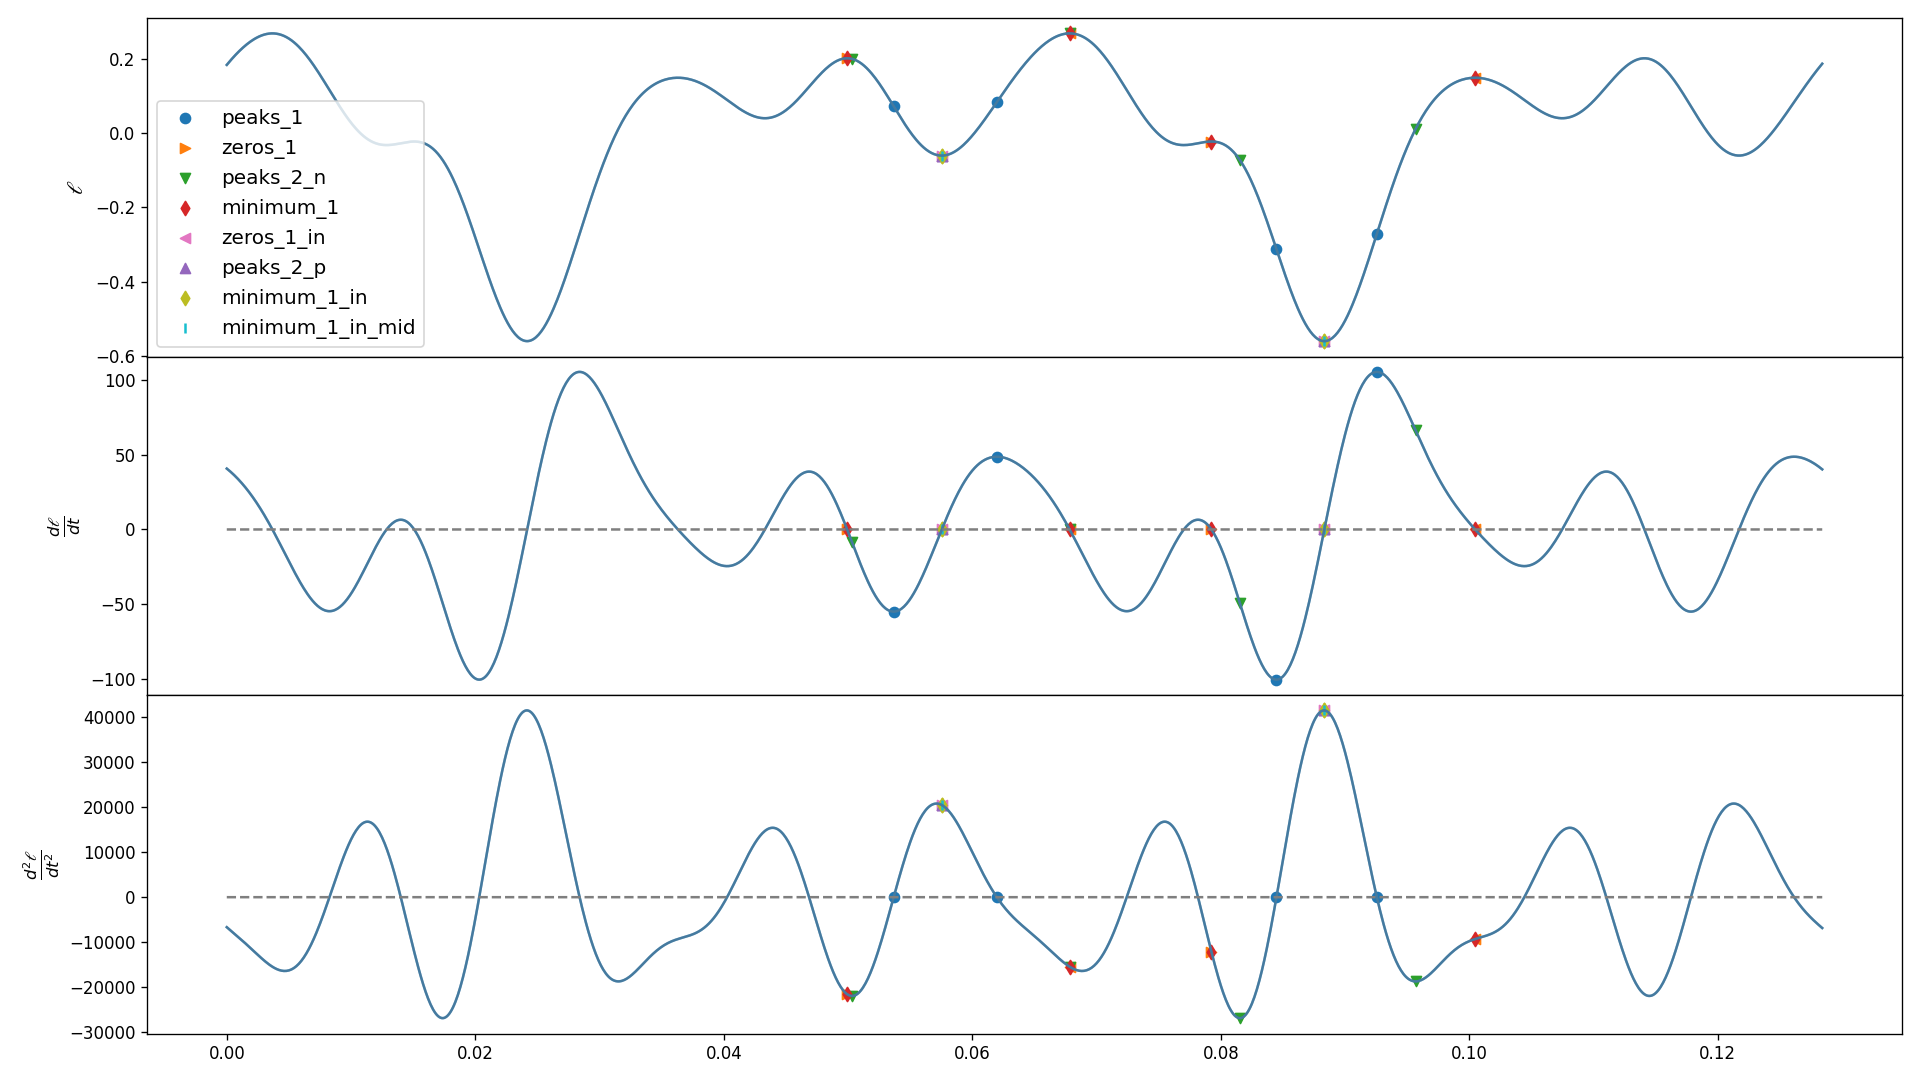 0.2
0.0
−0.2
−0.4
−0.6
ℓ
peaks_1
zeros_1
peaks_2_n
minimum_1
zeros_1_in
peaks_2_p
minimum_1_in
minimum_1_in_mid
100
50
0
−50
−100
dℓ
dt
40000
30000
20000
10000
0
−10000
−20000
−30000
d²ℓ
dt²
0.00 0.02 0.04 0.06 0.08 0.10 0.12